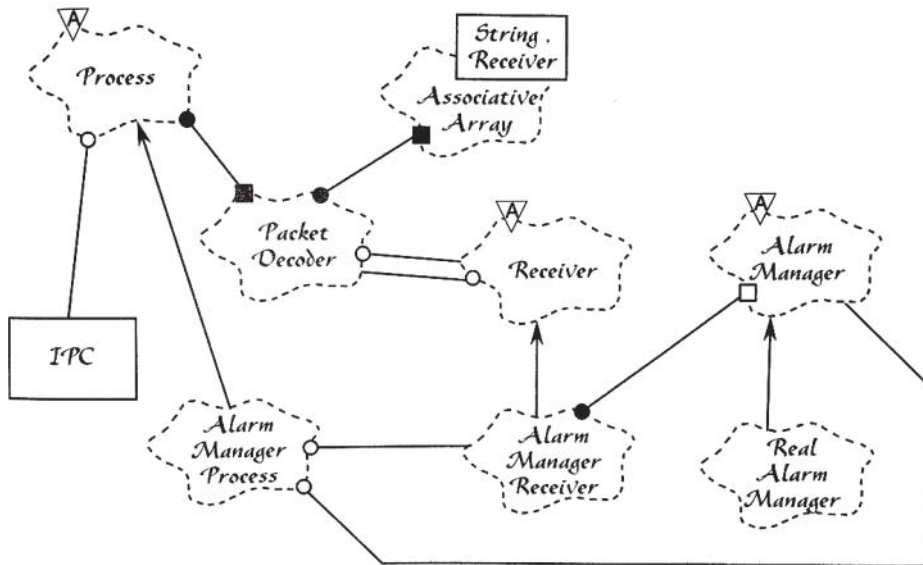 A
Process
String,
Receiver
Associative
Array
Packet
Decoder
A
Receiver
A
Alarm
Manager
IPC
Alarm
Manager
Process
Alarm
Manager
Receiver
Real
Alarm
Manager